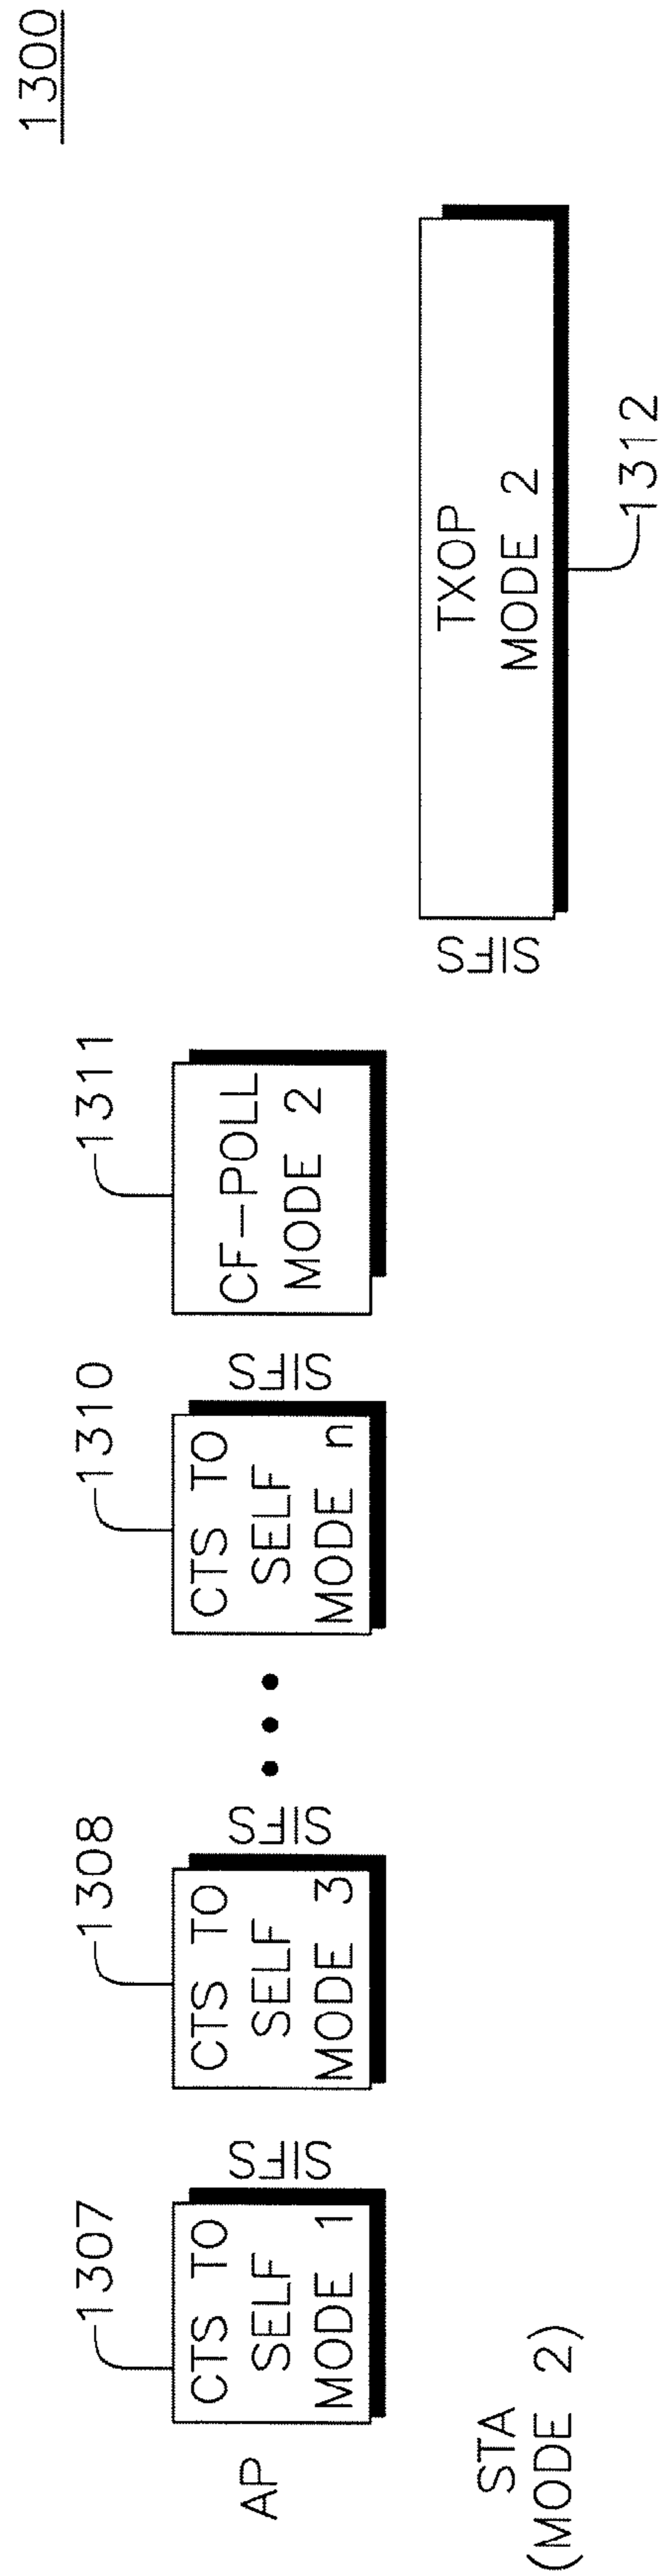 1300
1307
1308
1310
1311
AP
CTS TO
SELF
MODE 1
SIFS
CTS TO
SELF
MODE 3
SIFS
CTS TO
SELF
MODE n
SIFS
CF-POLL
MODE 2
STA
(MODE 2)
SIFS
TXOP
MODE 2
1312